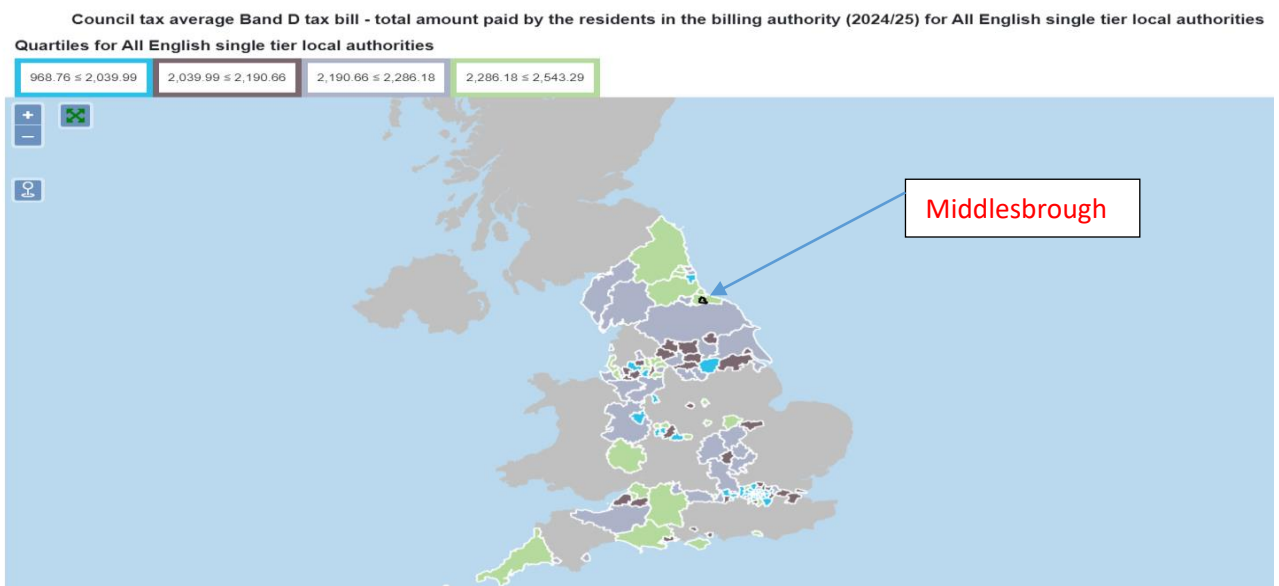 Council tax average Band D tax bill - total amount paid by the residents in the billing authority (2024/25) for All English single tier local authorities
Quartiles for All English single tier local authorities
968.76 ≤ 2,039.99 2,039.99 ≤ 2,190.66 2,190.66 ≤ 2,286.18 2,286.18 ≤ 2,543.29
+
–
Middlesbrough